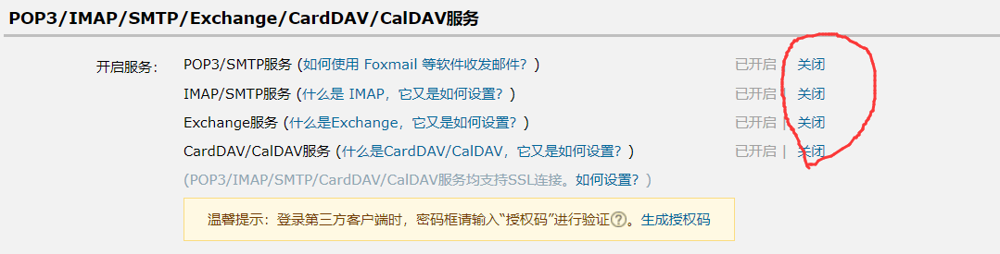 POP3/IMAP/SMTP/Exchange/CardDAV/CalDAV服务
开启服务： POP3/SMTP服务 (如何使用 Foxmail 等软件收发邮件？) 已开启 | 关闭
IMAP/SMTP服务 (什么是 IMAP，它又是如何设置？) 已开启 | 关闭
Exchange服务 (什么是Exchange，它又是如何设置？) 已开启 | 关闭
CardDAV/CalDAV服务 (什么是CardDAV/CalDAV，它又是如何设置？) 已开启 | 关闭
(POP3/IMAP/SMTP/CardDAV/CalDAV服务均支持SSL连接。如何设置？)
温馨提示：登录第三方客户端时，密码框请输入“授权码”进行验证?。生成授权码